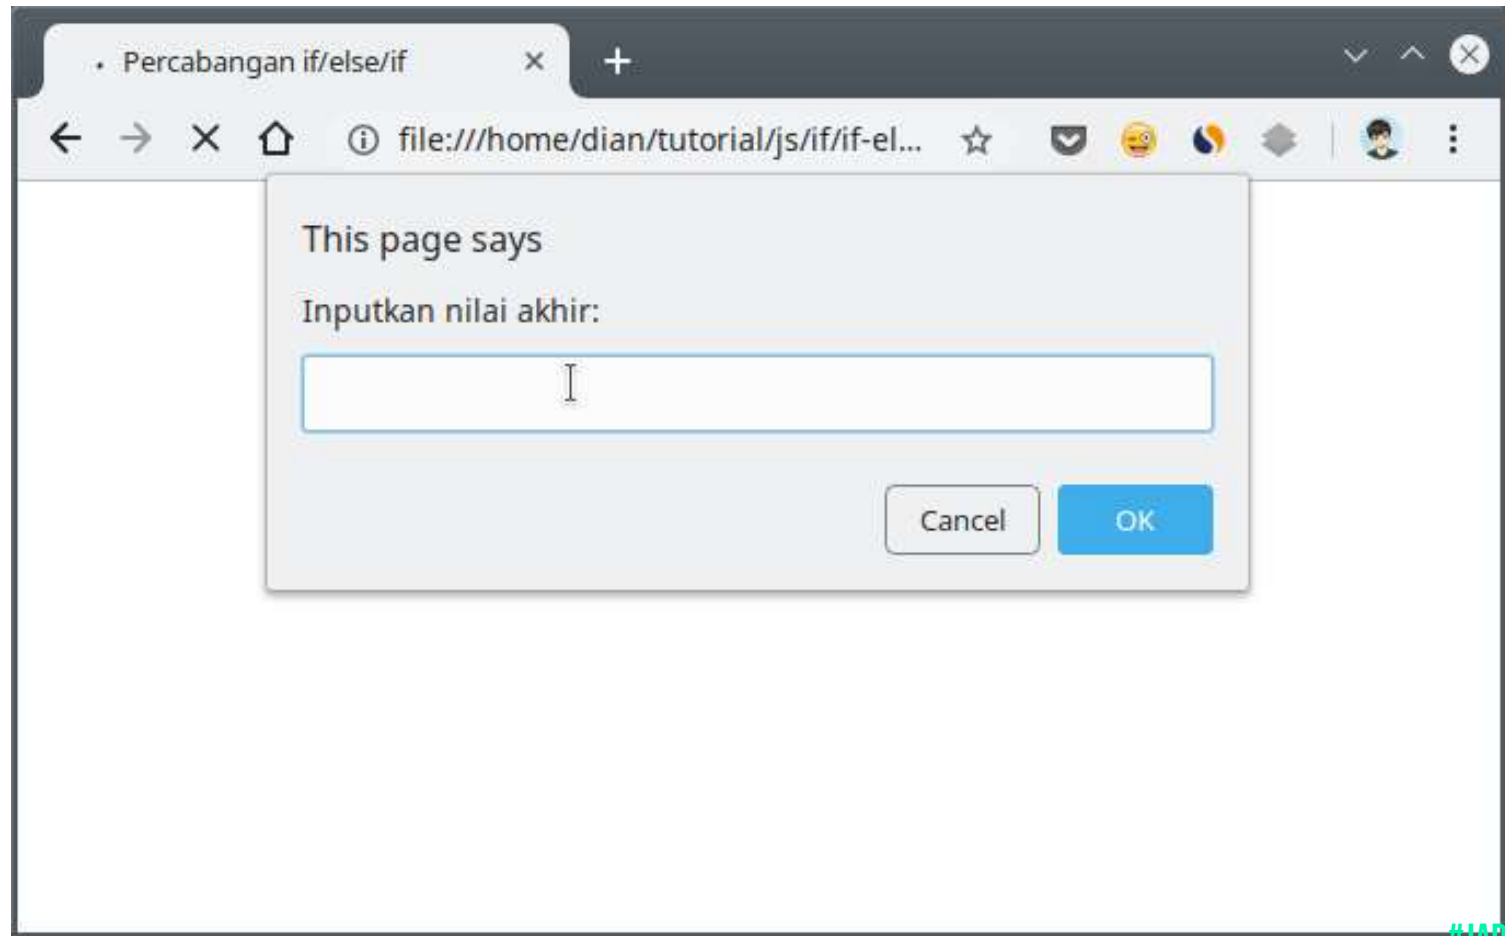 Percabangan if/else/if
file:///home/dian/tutorial/js/if/if-el...
This page says
Inputkan nilai akhir:
Cancel
OK